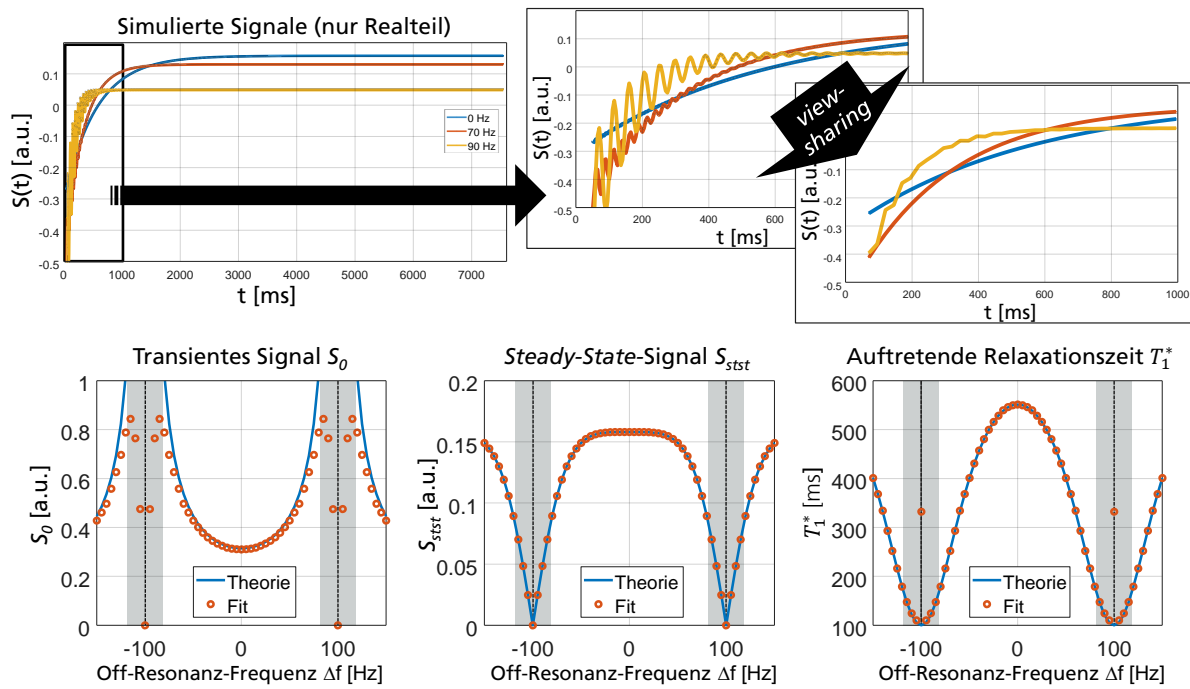 Simulierte Signale (nur Realteil)
S(t) [a.u.]
0.1
0
-0.1
-0.2
-0.3
-0.4
-0.5
0 1000 2000 3000 4000 5000 6000 7000
t [ms]
0 Hz
70 Hz
90 Hz
S(t) [a.u.]
0.1
0
-0.1
-0.2
-0.3
-0.4
-0.5
0 200 400 600
t [ms]
view-
sharing
S(t) [a.u.]
0.1
0
-0.1
-0.2
-0.3
-0.4
-0.5
0 200 400 600 800 1000
t [ms]
Transientes Signal S₀
S₀ [a.u.]
1
0.8
0.6
0.4
0.2
0
-100 0 100
Theorie
Fit
Off-Resonanz-Frequenz Δf [Hz]
Steady-State-Signal Sstst
Sstst [a.u.]
0.2
0.15
0.1
0.05
0
-100 0 100
Theorie
Fit
Off-Resonanz-Frequenz Δf [Hz]
Auftretende Relaxationszeit T₁*
T₁* [ms]
600
500
400
300
200
100
-100 0 100
Theorie
Fit
Off-Resonanz-Frequenz Δf [Hz]